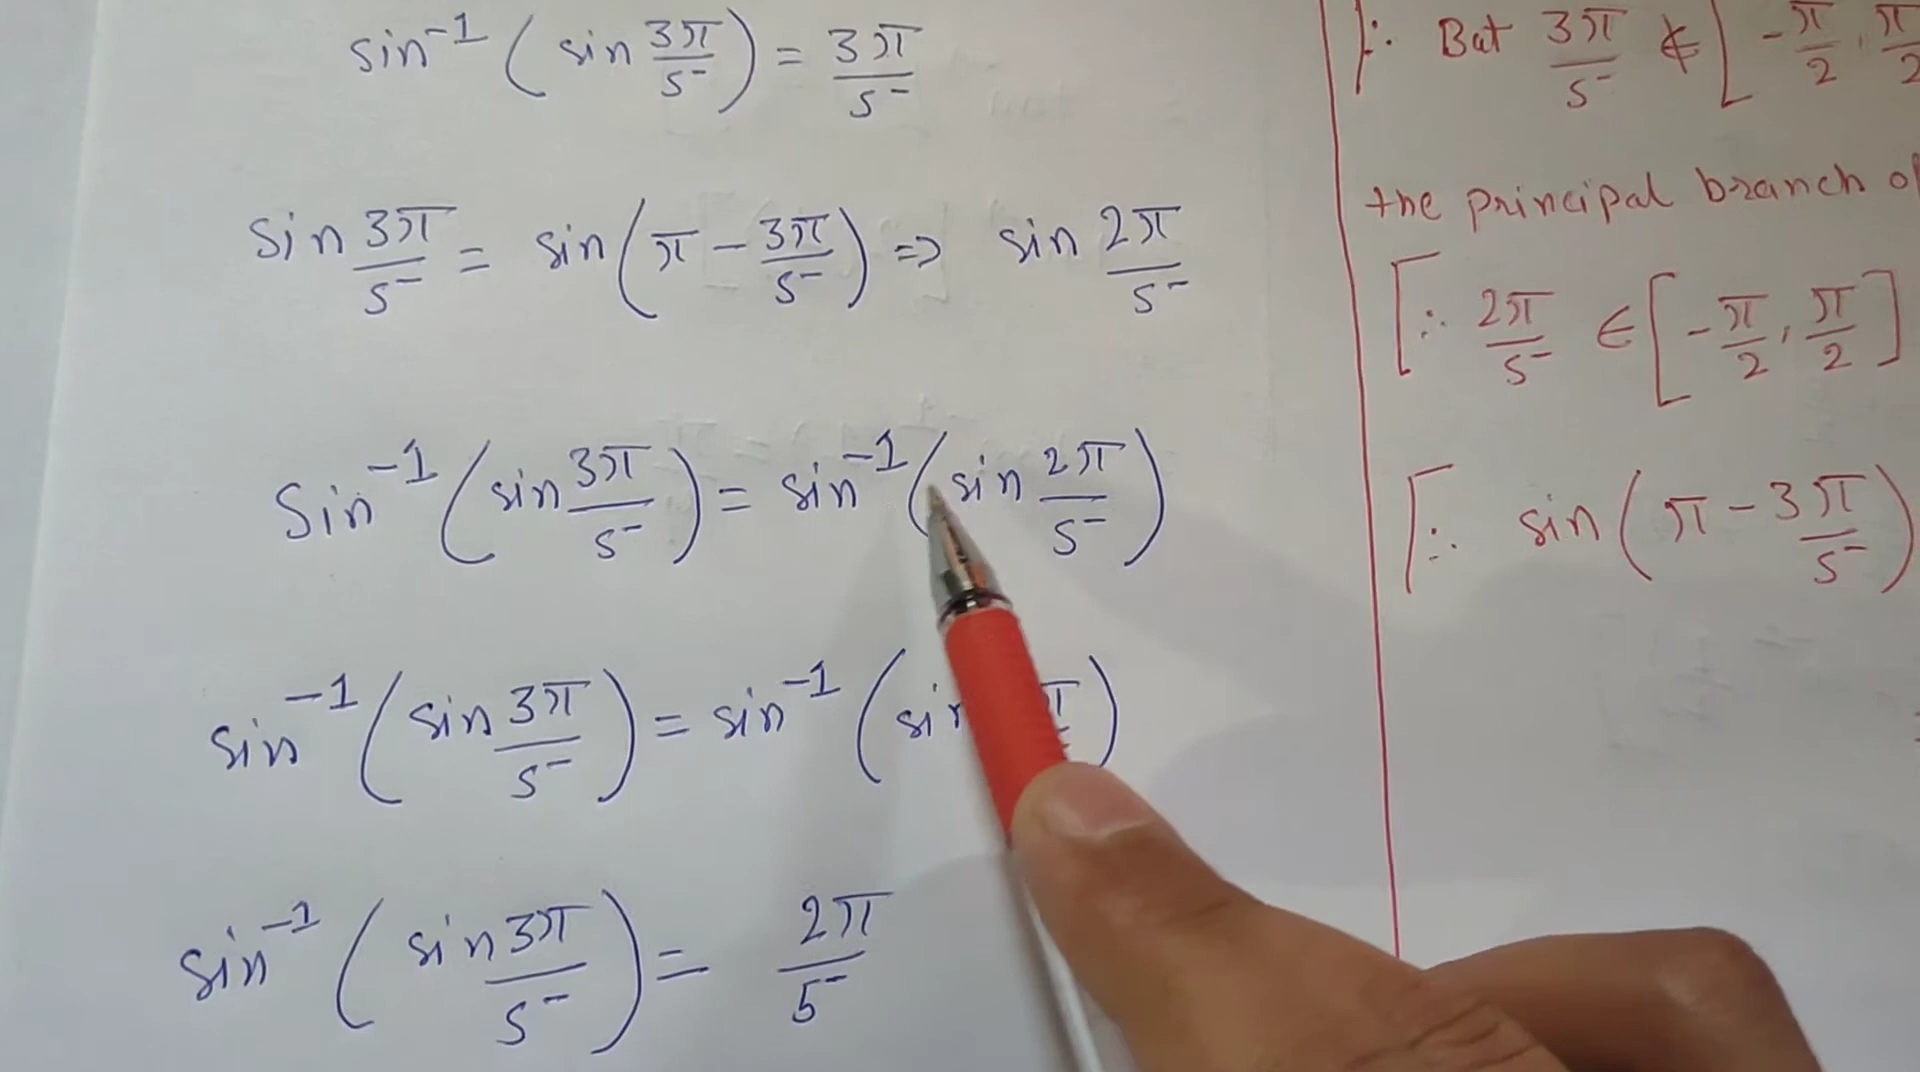 sin⁻¹ (sin 3π/5) = 3π/5
sin 3π/5 = sin (π - 3π/5) ⇒ sin 2π/5
Sin⁻¹ (sin 3π/5) = sin⁻¹ (sin 2π/5)
sin⁻¹ (sin 3π/5) = sin⁻¹ (
sin⁻¹ (sin 3π/5) = 2π/5
[∵ But 3π/5 ∉ [-π/2, π/2
the principal branch of
[∵ 2π/5 ∈ [-π/2, π/2]
[∵ sin (π - 3π/5)